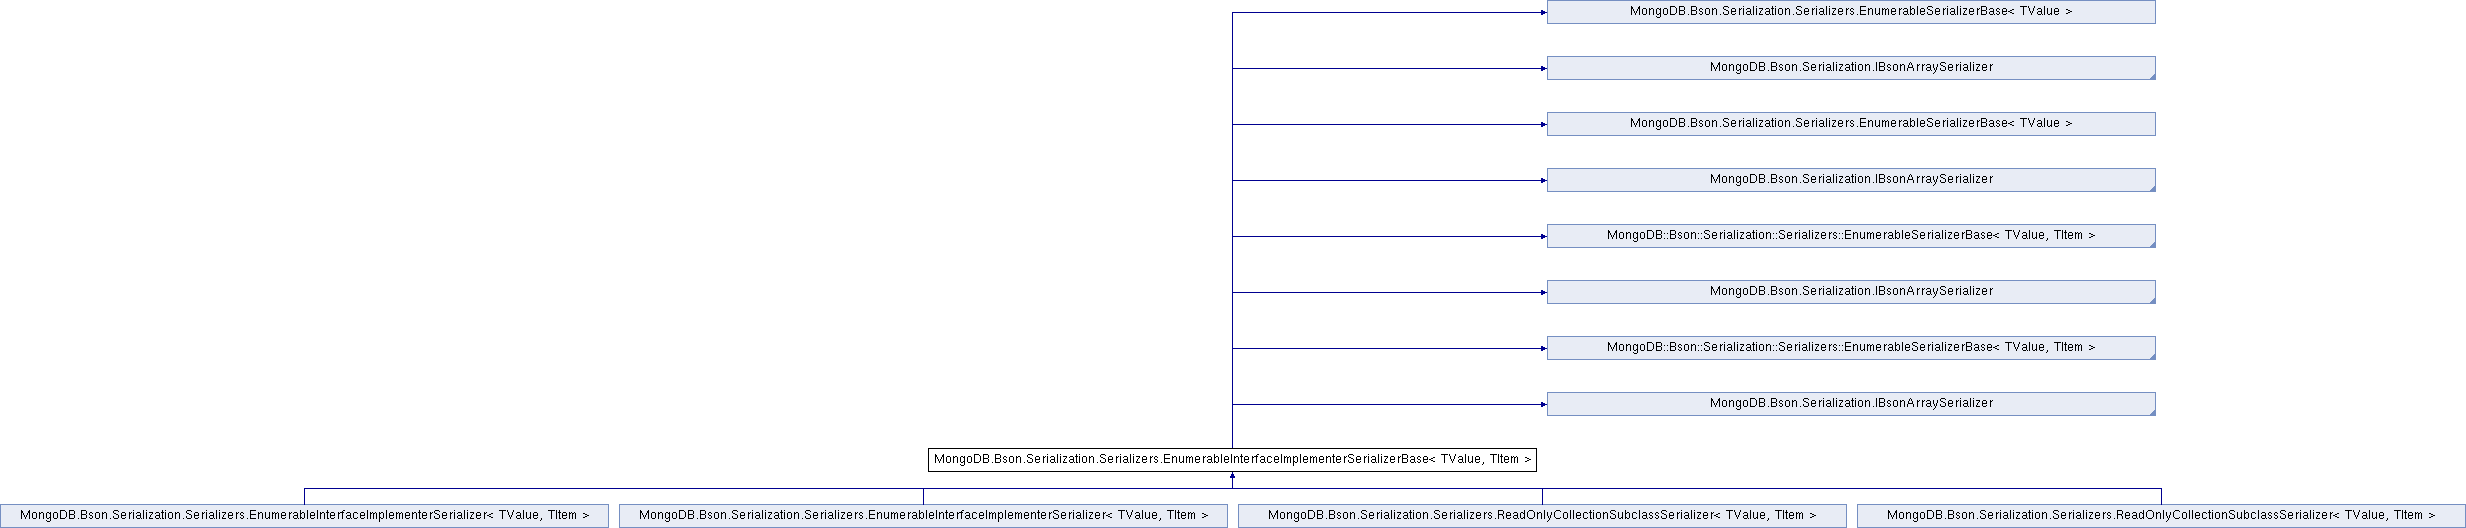 MongoDB.Bson.Serialization.Serializers.EnumerableSerializerBase< TValue >
MongoDB.Bson.Serialization.IBsonArraySerializer
MongoDB.Bson.Serialization.Serializers.EnumerableSerializerBase< TValue >
MongoDB.Bson.Serialization.IBsonArraySerializer
MongoDB::Bson::Serialization::Serializers::EnumerableSerializerBase< TValue, TItem >
MongoDB.Bson.Serialization.IBsonArraySerializer
MongoDB::Bson::Serialization::Serializers::EnumerableSerializerBase< TValue, TItem >
MongoDB.Bson.Serialization.IBsonArraySerializer
MongoDB.Bson.Serialization.Serializers.EnumerableInterfaceImplementerSerializerBase< TValue, TItem >
MongoDB.Bson.Serialization.Serializers.EnumerableInterfaceImplementerSerializer< TValue, TItem >
MongoDB.Bson.Serialization.Serializers.EnumerableInterfaceImplementerSerializer< TValue, TItem >
MongoDB.Bson.Serialization.Serializers.ReadOnlyCollectionSubclassSerializer< TValue, TItem >
MongoDB.Bson.Serialization.Serializers.ReadOnlyCollectionSubclassSerializer< TValue, TItem >